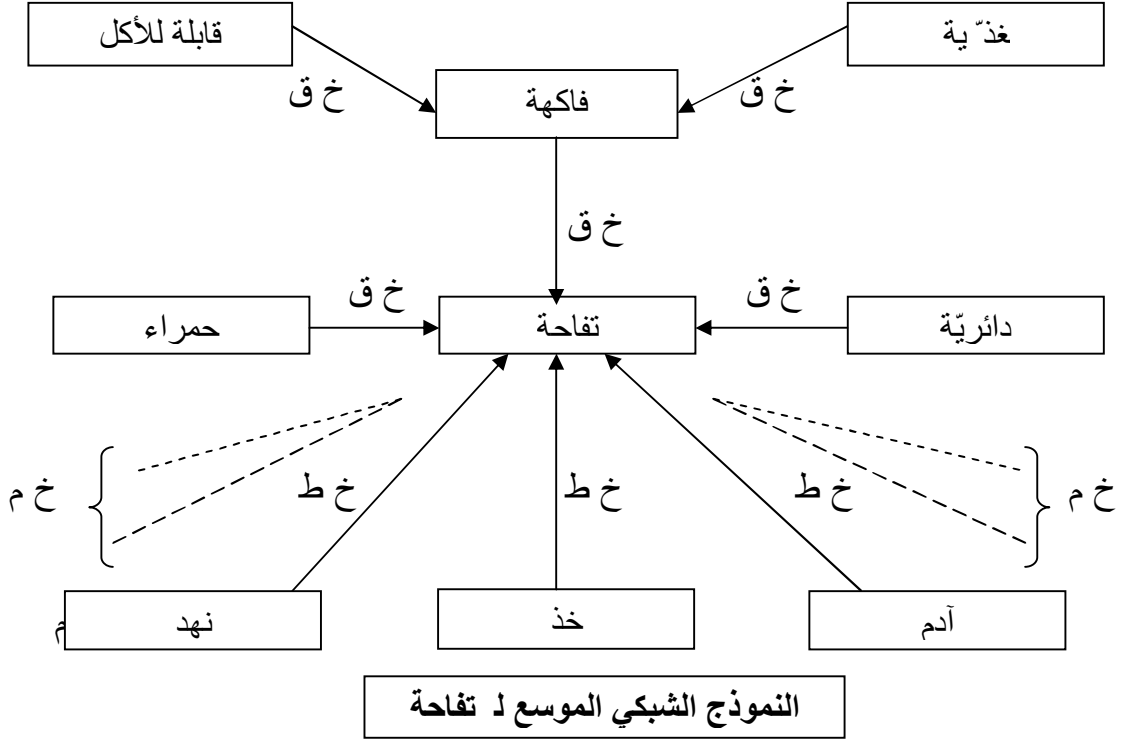 غذّ ية
قابلة للأكل
خ ق
خ ق
فاكهة
خ ق
خ ق
خ ق
دائريّة
تفاحة
حمراء
خ م
خ ط
خ ط
خ ط
خ م
آدم
خذ
نهد
م
النموذج الشبكي الموسع لـ تفاحة